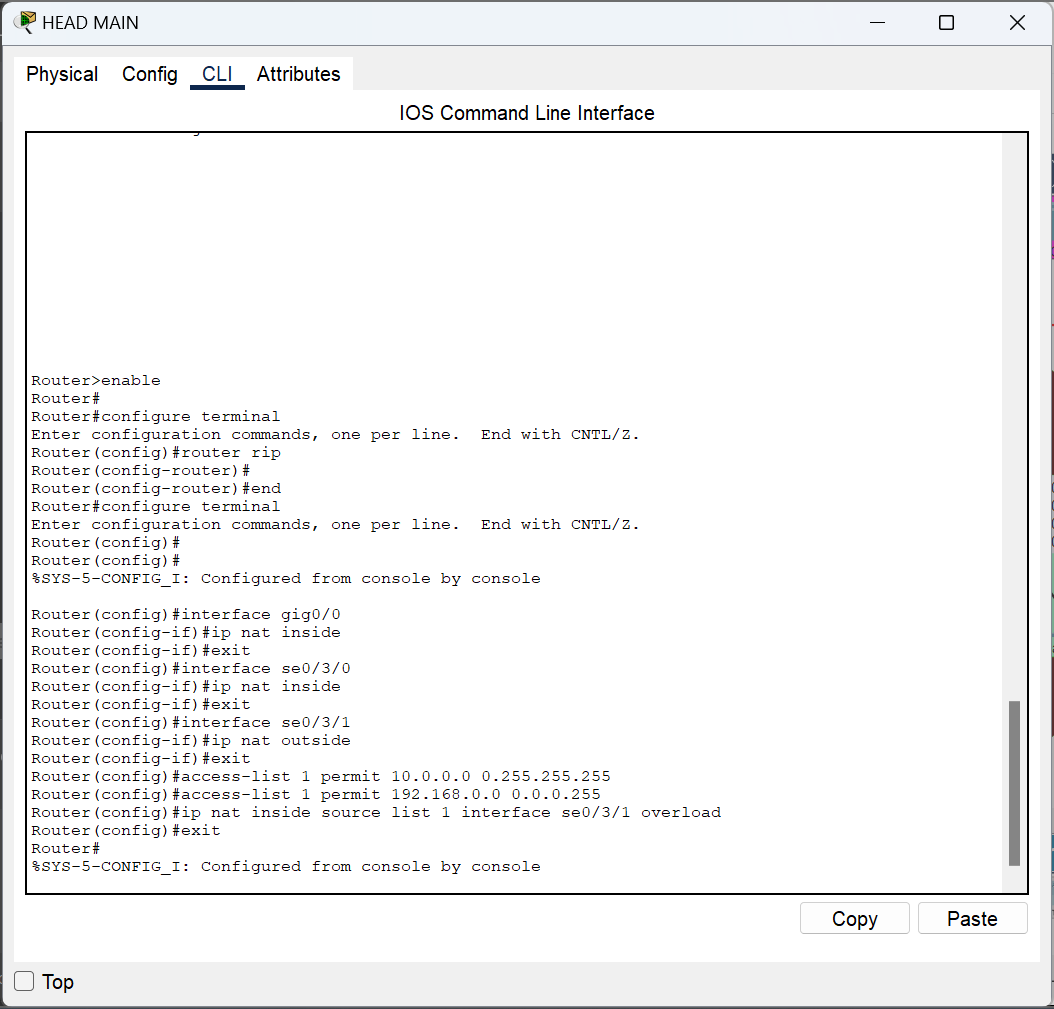 HEAD MAIN
Physical Config CLI Attributes
IOS Command Line Interface
Router>enable
Router#
Router#configure terminal
Enter configuration commands, one per line.  End with CNTL/Z.
Router(config)#router rip
Router(config-router)#
Router(config-router)#end
Router#configure terminal
Enter configuration commands, one per line.  End with CNTL/Z.
Router(config)#
Router(config)#
%SYS-5-CONFIG_I: Configured from console by console
Router(config)#interface gig0/0
Router(config-if)#ip nat inside
Router(config-if)#exit
Router(config)#interface se0/3/0
Router(config-if)#ip nat inside
Router(config-if)#exit
Router(config)#interface se0/3/1
Router(config-if)#ip nat outside
Router(config-if)#exit
Router(config)#access-list 1 permit 10.0.0.0 0.255.255.255
Router(config)#access-list 1 permit 192.168.0.0 0.0.0.255
Router(config)#ip nat inside source list 1 interface se0/3/1 overload
Router(config)#exit
Router#
%SYS-5-CONFIG_I: Configured from console by console
Copy Paste
Top